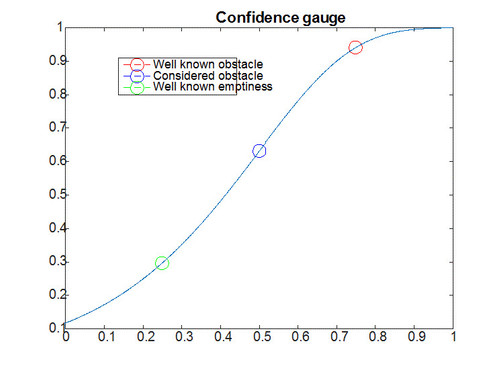 Confidence gauge
1
0.9
Well known obstacle
Considered obstacle
Well known emptiness
0.8
0.7
0.6
0.5
0.4
0.3
0.2
0.1
0 0.1 0.2 0.3 0.4 0.5 0.6 0.7 0.8 0.9 1